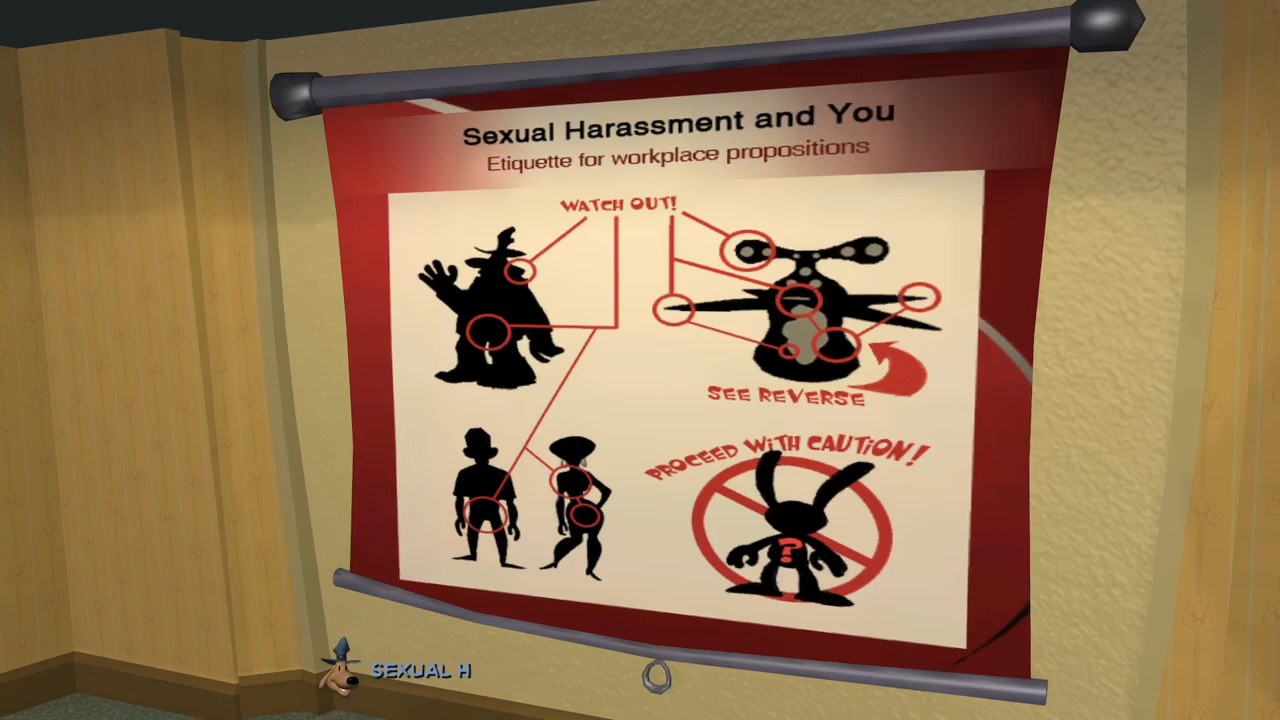 Sexual Harassment and You
Etiquette for workplace propositions
WATCH OUT!
SEE REVERSE
PROCEED WITH CAUTION!
?
SEXUAL H